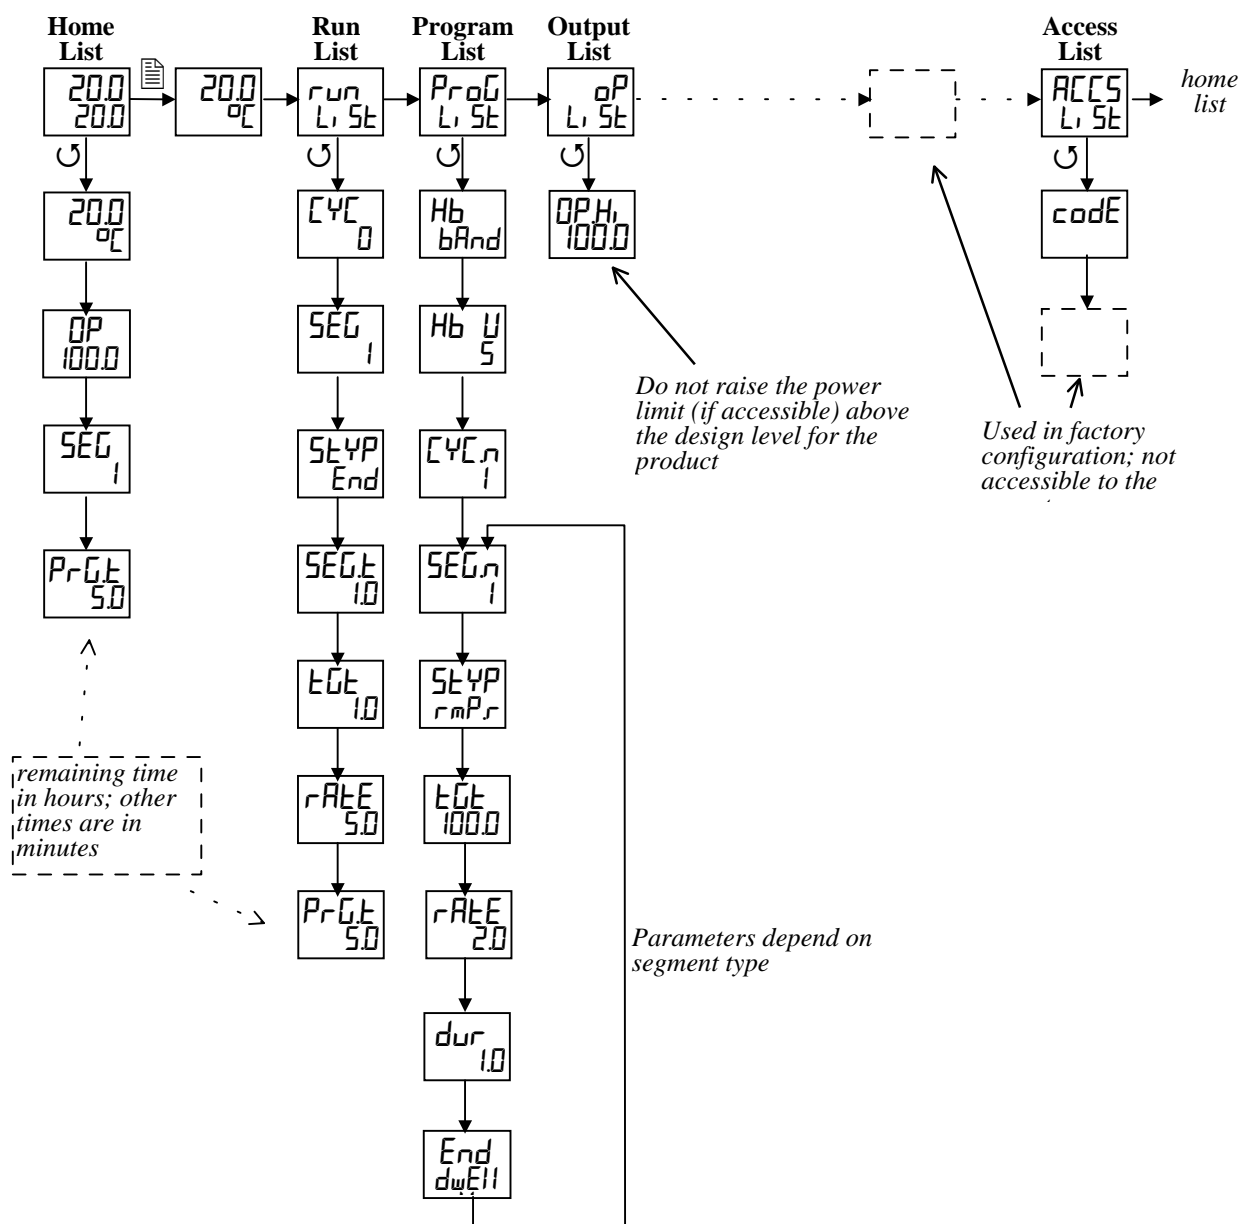 Home List
Run List
Program List
Output List
Access List
20.0
20.0
20.0
°C
run
LiSt
ProG
LiSt
oP
LiSt
ACCS
LiSt
home
list
20.0
°C
OP
100.0
SEG
1
PrG.t
5.0
remaining time
in hours; other
times are in
minutes
CYC
0
SEG
1
StYP
End
SEG.t
1.0
tGt
1.0
rAtE
5.0
PrG.t
5.0
Hb
bAnd
Hb U
5
CYC.n
1
SEG.n
1
StYP
rmP.r
tGt
100.0
rAtE
2.0
dur
1.0
End
dwEll
Parameters depend on
segment type
OP.Hi
100.0
Do not raise the power
limit (if accessible) above
the design level for the
product
codE
Used in factory
configuration; not
accessible to the